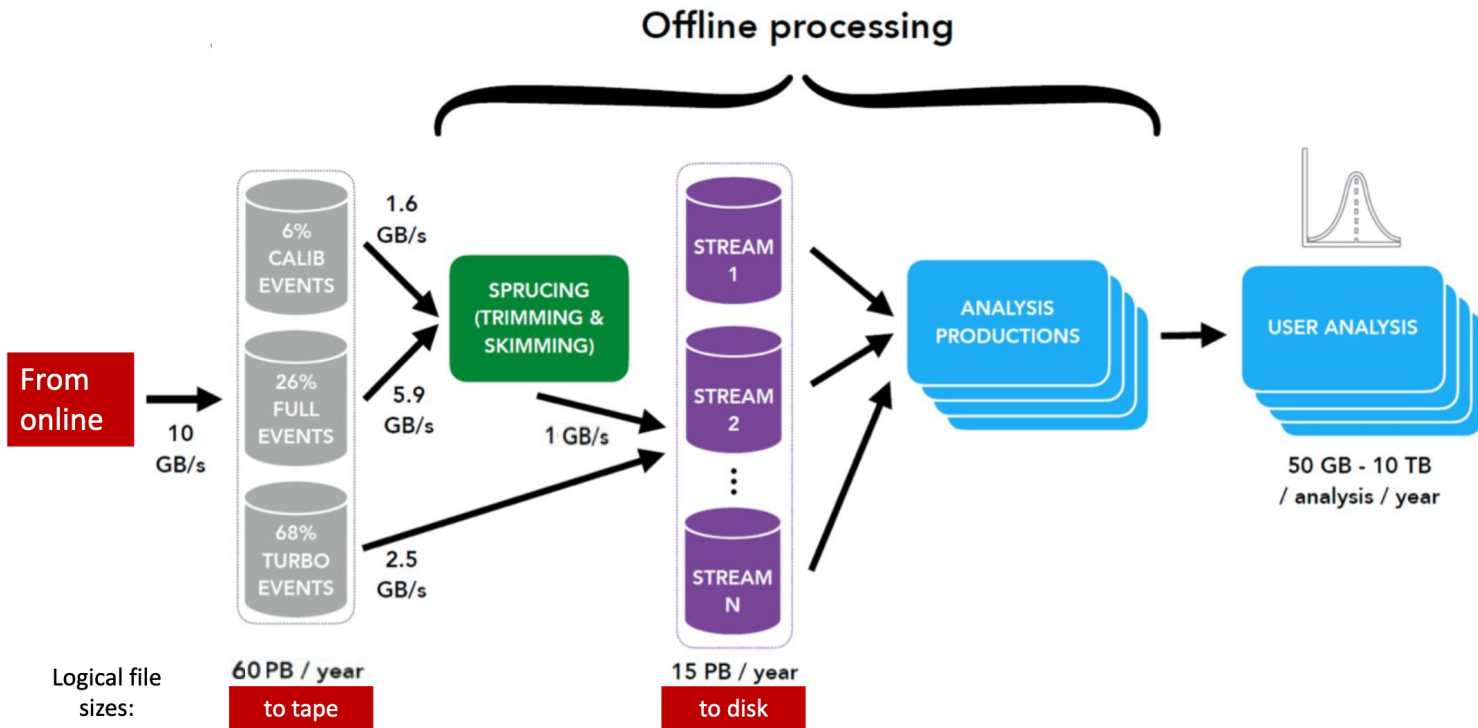 Offline processing
From
online
10
GB/s
6%
CALIB
EVENTS
26%
FULL
EVENTS
68%
TURBO
EVENTS
1.6
GB/s
5.9
GB/s
2.5
GB/s
SPRUCING
(TRIMMING &
SKIMMING)
1 GB/s
STREAM
1
STREAM
2
STREAM
N
ANALYSIS
PRODUCTIONS
USER ANALYSIS
50 GB - 10 TB
/ analysis / year
Logical file
sizes:
60 PB / year
to tape
15 PB / year
to disk